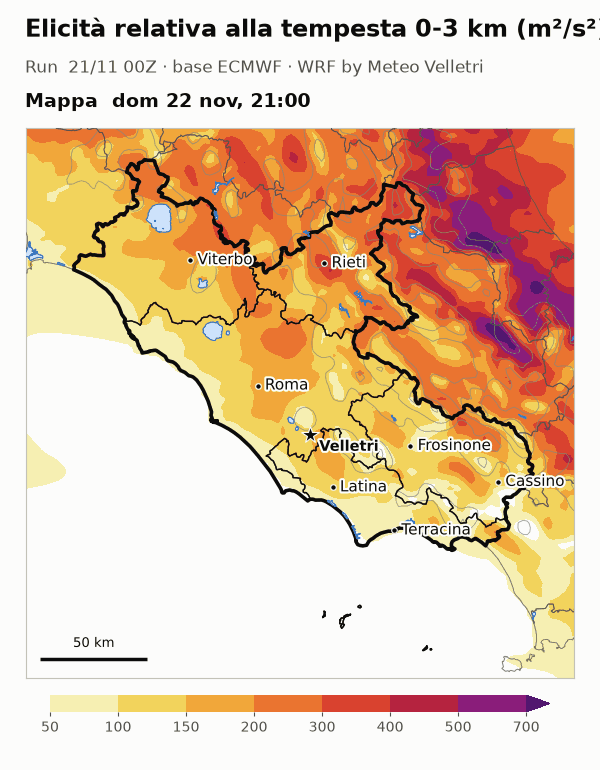 Elicità relativa alla tempesta 0-3 km (m²/s²)
Run 21/11 00Z · base ECMWF · WRF by Meteo Velletri
Mappa dom 22 nov, 21:00
Viterbo
Rieti
Roma
Velletri
Frosinone
Cassino
Latina
Terracina
50 km
50 100 150 200 300 400 500 700